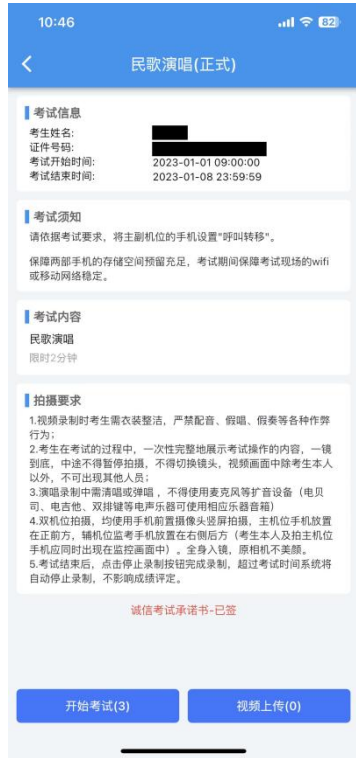 10:46
82
民歌演唱(正式)
考试信息
考生姓名:
证件号码:
考试开始时间: 2023-01-01 09:00:00
考试结束时间: 2023-01-08 23:59:59
考试须知
请依据考试要求，将主副机位的手机设置"呼叫转移"。
保障两部手机的存储空间预留充足，考试期间保障考试现场的wifi
或移动网络稳定。
考试内容
民歌演唱
限时2分钟
拍摄要求
1.视频录制时考生需衣装整洁，严禁配音、假唱、假奏等各种作弊
行为；
2.考生在考试的过程中，一次性完整地展示考试操作的内容，一镜
到底，中途不得暂停拍摄，不得切换镜头，视频画面中除考生本人
以外，不可出现其他人员；
3.演唱录制中需清唱或弹唱 ，不得使用麦克风等扩音设备（电贝
司、电吉他、双排键等电声乐器可使用相应乐器音箱）
4.双机位拍摄，均使用手机前置摄像头竖屏拍摄，主机位手机放置
在正前方，辅机位监考手机放置在右侧后方（考生本人及拍主机位
手机应同时出现在监控画面中）。全身入镜，原相机不美颜。
5.考试结束后，点击停止录制按钮完成录制，超过考试时间系统将
自动停止录制，不影响成绩评定。
诚信考试承诺书-已签
开始考试(3)
视频上传(0)